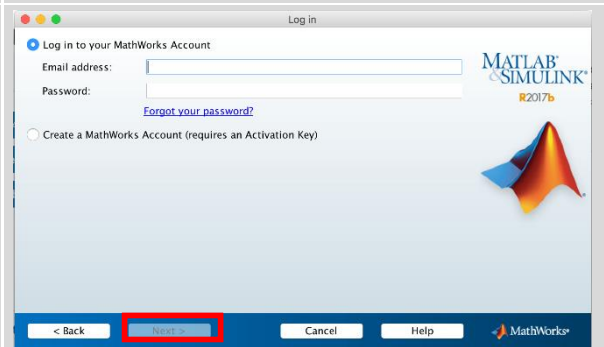 Log in
Log in to your MathWorks Account
Email address:
Password:
Forgot your password?
Create a MathWorks Account (requires an Activation Key)
MATLAB®
&SIMULINK®
R2017b
< Back
Next >
Cancel
Help
MathWorks®